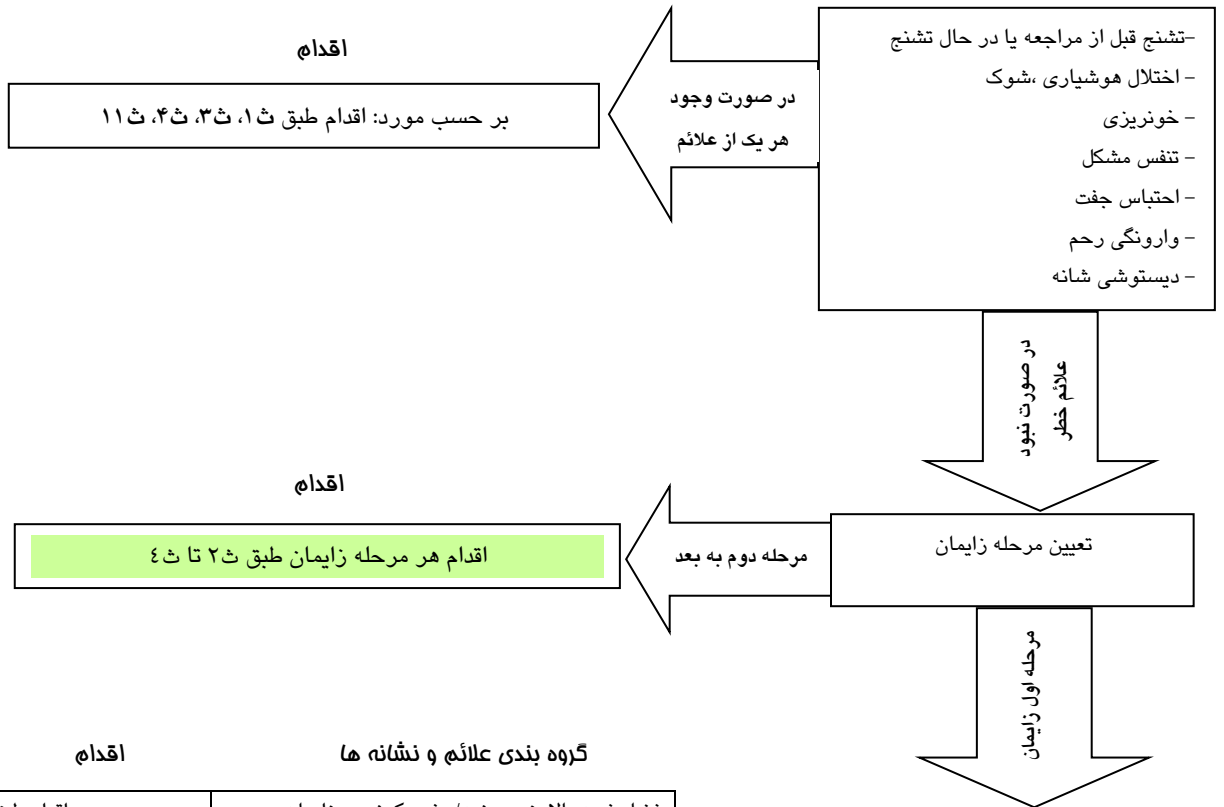 -تشنج قبل از مراجعه یا در حال تشنج
- اختلال هوشیاری ،شوک
- خونریزی
- تنفس مشکل
- احتباس جفت
- وارونگی رحم
- دیستوشی شانه
در صورت وجود
هر یک از علائم
اقدام
بر حسب مورد: اقدام طبق ث۱، ث۳، ث۴، ث۱۱
در صورت نبود
علائم خطر
تعیین مرحله زایمان
مرحله دوم به بعد
اقدام
اقدام هر مرحله زایمان طبق ث۲ تا ث٤
مرحله اول زایمان
گروه بندی علائم و نشانه ها
اقدام